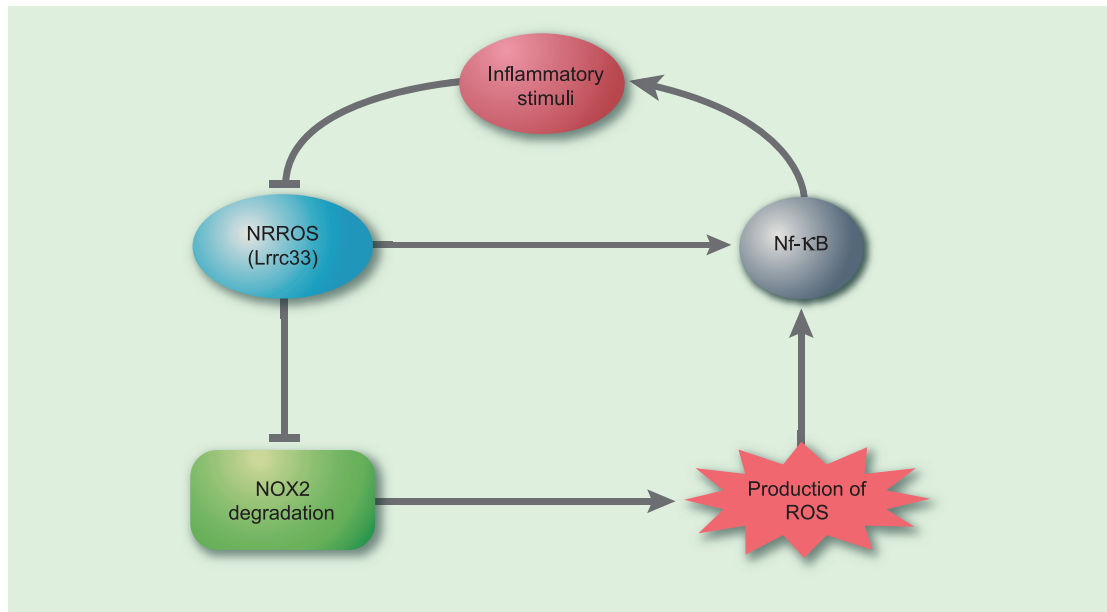 Inflammatory
stimuli
NRROS
(Lrrc33)
Nf-κB
NOX2
degradation
Production of
ROS